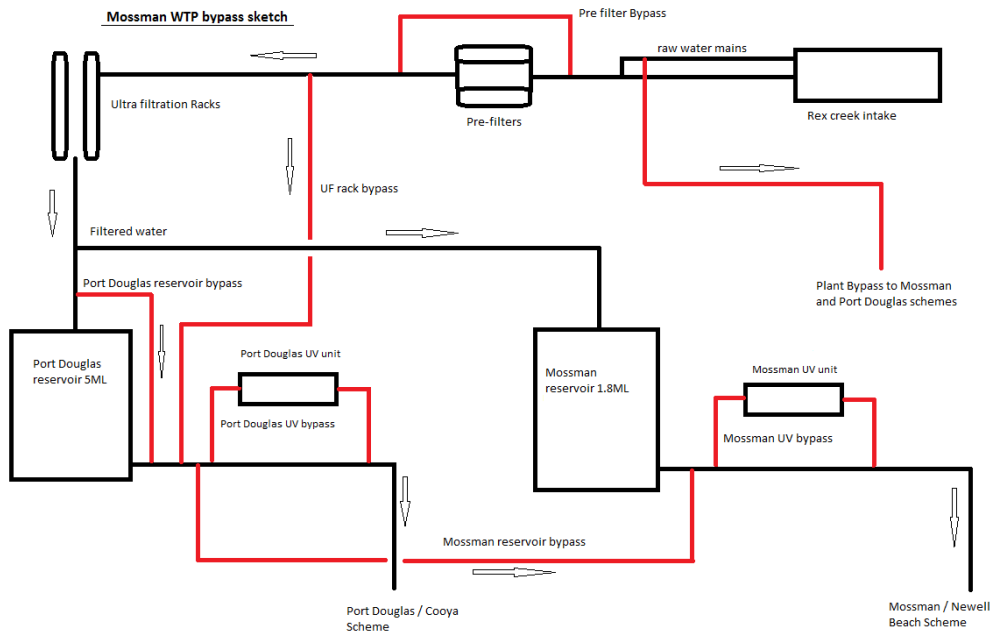 Mossman WTP bypass sketch
Pre filter Bypass
raw water mains
Ultra filtration Racks
Pre-filters
Rex creek intake
UF rack bypass
Filtered water
Port Douglas reservoir bypass
Plant Bypass to Mossman
and Port Douglas schemes
Port Douglas
reservoir 5ML
Port Douglas UV unit
Port Douglas UV bypass
Mossman
reservoir 1.8ML
Mossman UV unit
Mossman UV bypass
Mossman reservoir bypass
Port Douglas / Cooya
Scheme
Mossman / Newell
Beach Scheme